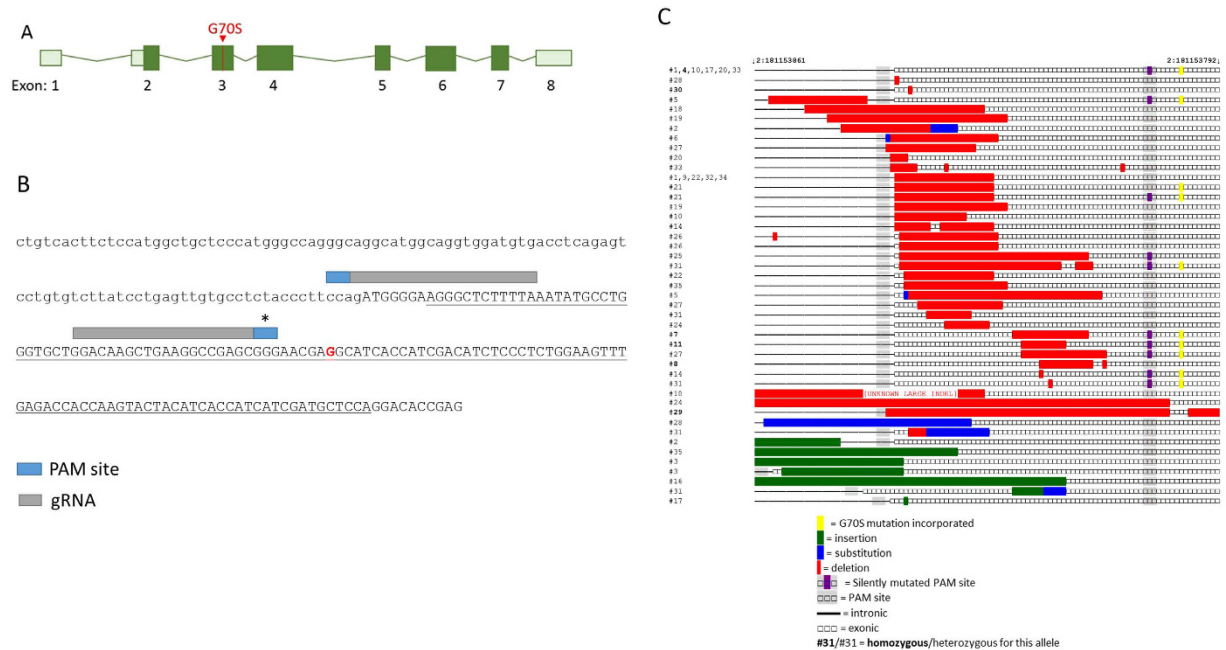 A
G70S
Exon: 1 2 3 4 5 6 7 8
B
ctgtcacttctccatggctgctcccatgggccagggcaggcatggcaggtggatgtgacctcagagt
cctgtgtcttatcctgagttgtgcctctacccttccagATGGGGAAGGGCTCTTTTAAATATGCCTG
*
GGTGCTGGACAAGCTGAAGGCCGAGCGGGAACGAGGCATCACCATCGACATCTCCCTCTGGAAGTTT
GAGACCACCAAGTACTACATCACCATCATCGATGCTCCAGGACACCGAG
PAM site
gRNA
C
2:181153861 2:181153792
#1,4,10,17,20,33
#28
#30
#5
#18
#19
#2
#6
#27
#20
#33
#1,9,22,32,34
#21
#21
#19
#10
#14
#26
#26
#25
#31
#22
#35
#5
#27
#31
#24
#7
#11
#27
#8
#14
#31
#10 [UNKNOWN LARGE INDEL]
#24
#29
#28
#31
#2
#35
#3
#3
#16
#31
#17
= G70S mutation incorporated
= insertion
= substitution
= deletion
= Silently mutated PAM site
= PAM site
= intronic
= exonic
#31/#31 = homozygous/heterozygous for this allele